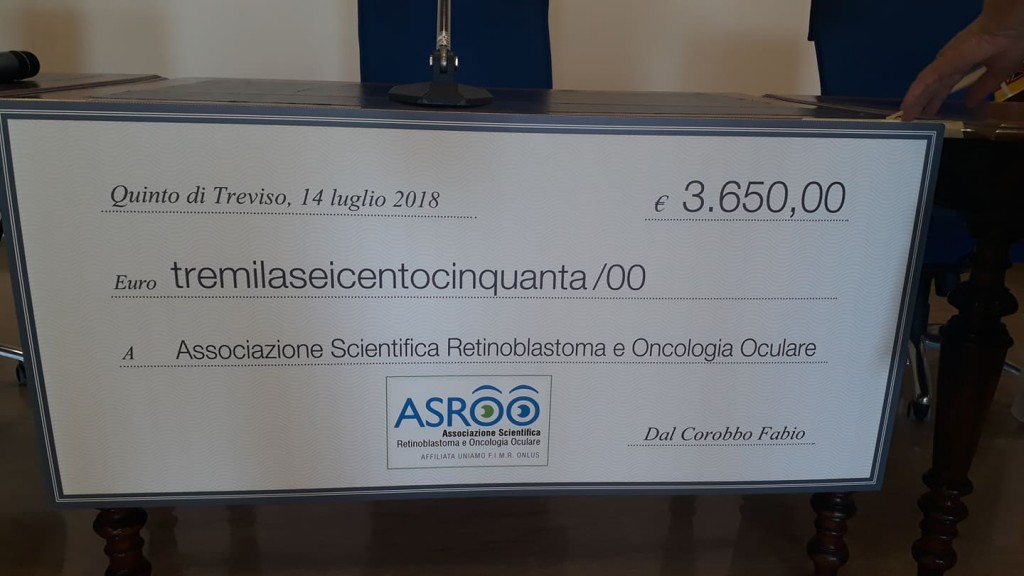 Quinto di Treviso, 14 luglio 2018
€ 3.650,00
Euro tremilaseicentocinquanta/00
A Associazione Scientifica Retinoblastoma e Oncologia Oculare
ASROO
Associazione Scientifica
Retinoblastoma e Oncologia Oculare
AFFILIATA UNIAMO F.I.M.R. ONLUS
Dal Corobbo Fabio